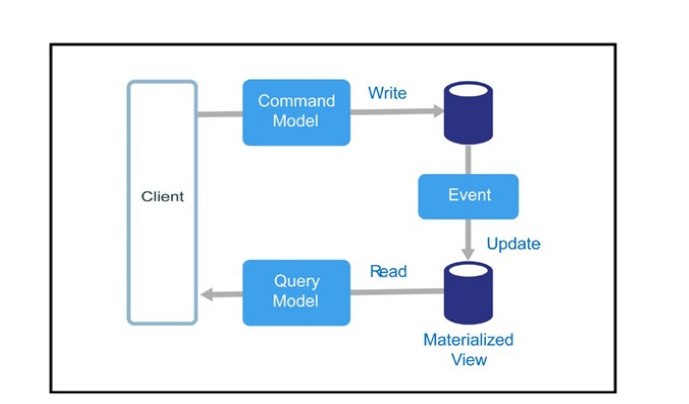 Command
Model
Write
Client
Event
Update
Query
Model
Read
Materialized
View